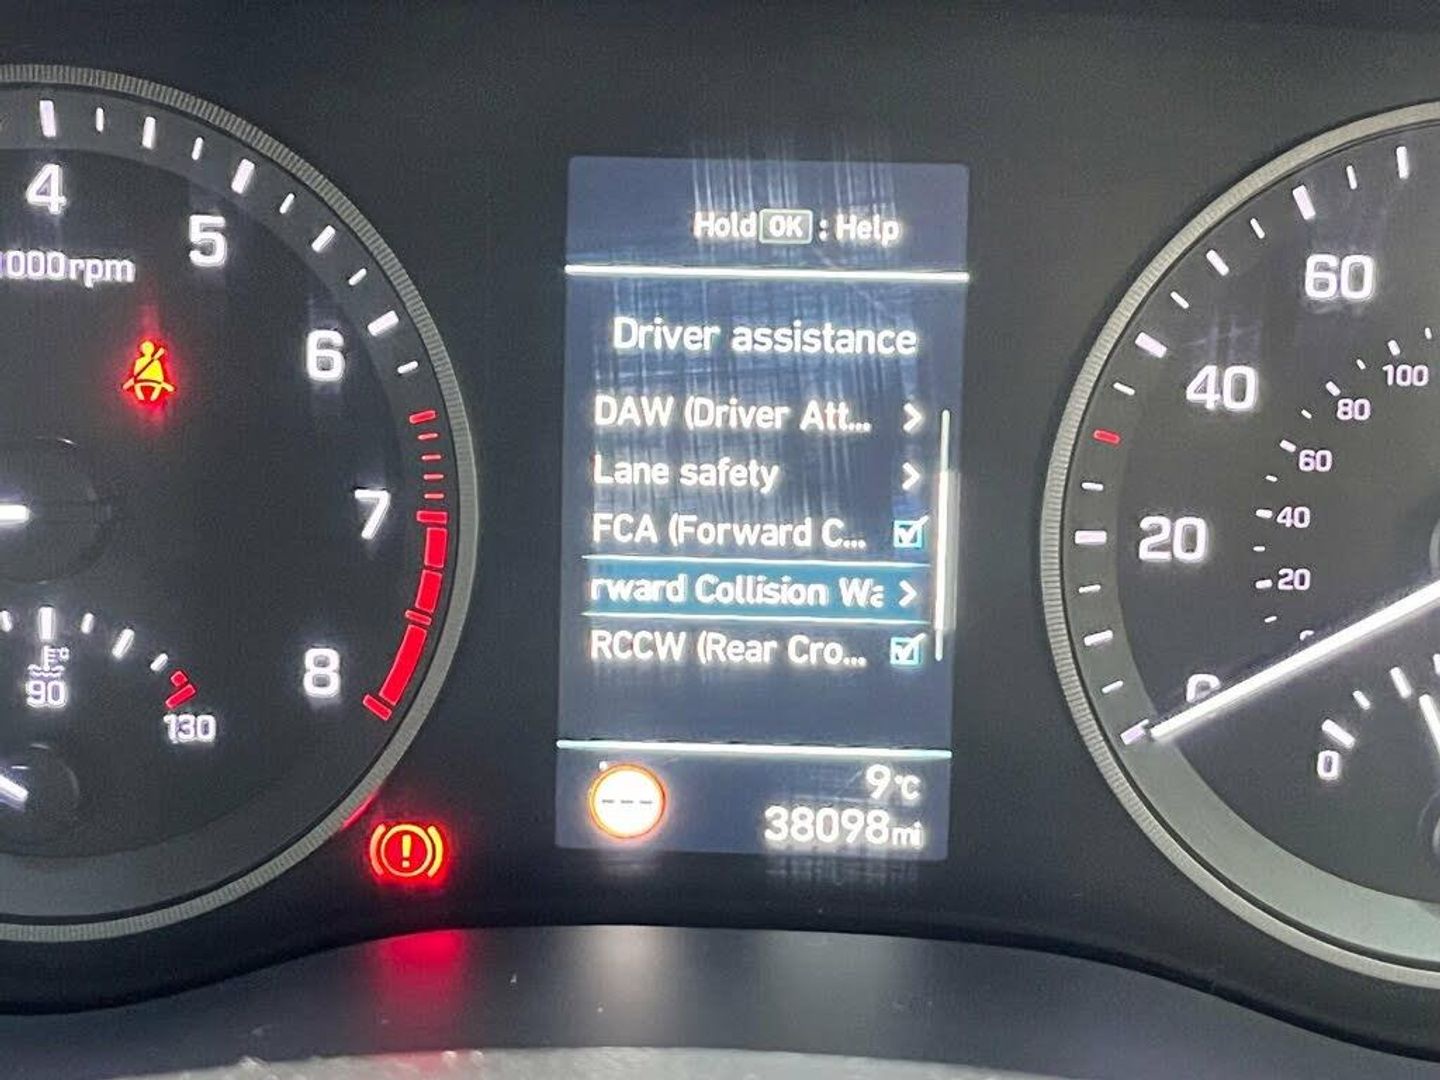 Hold OK : Help
Driver assistance
DAW (Driver Att... >
Lane safety >
FCA (Forward C...
rward Collision Wa >
RCCW (Rear Cro...
9°C
38098mi
---
4
5
6
7
8
000rpm
90
130
0
20
40
60
20
40
60
80
100
0